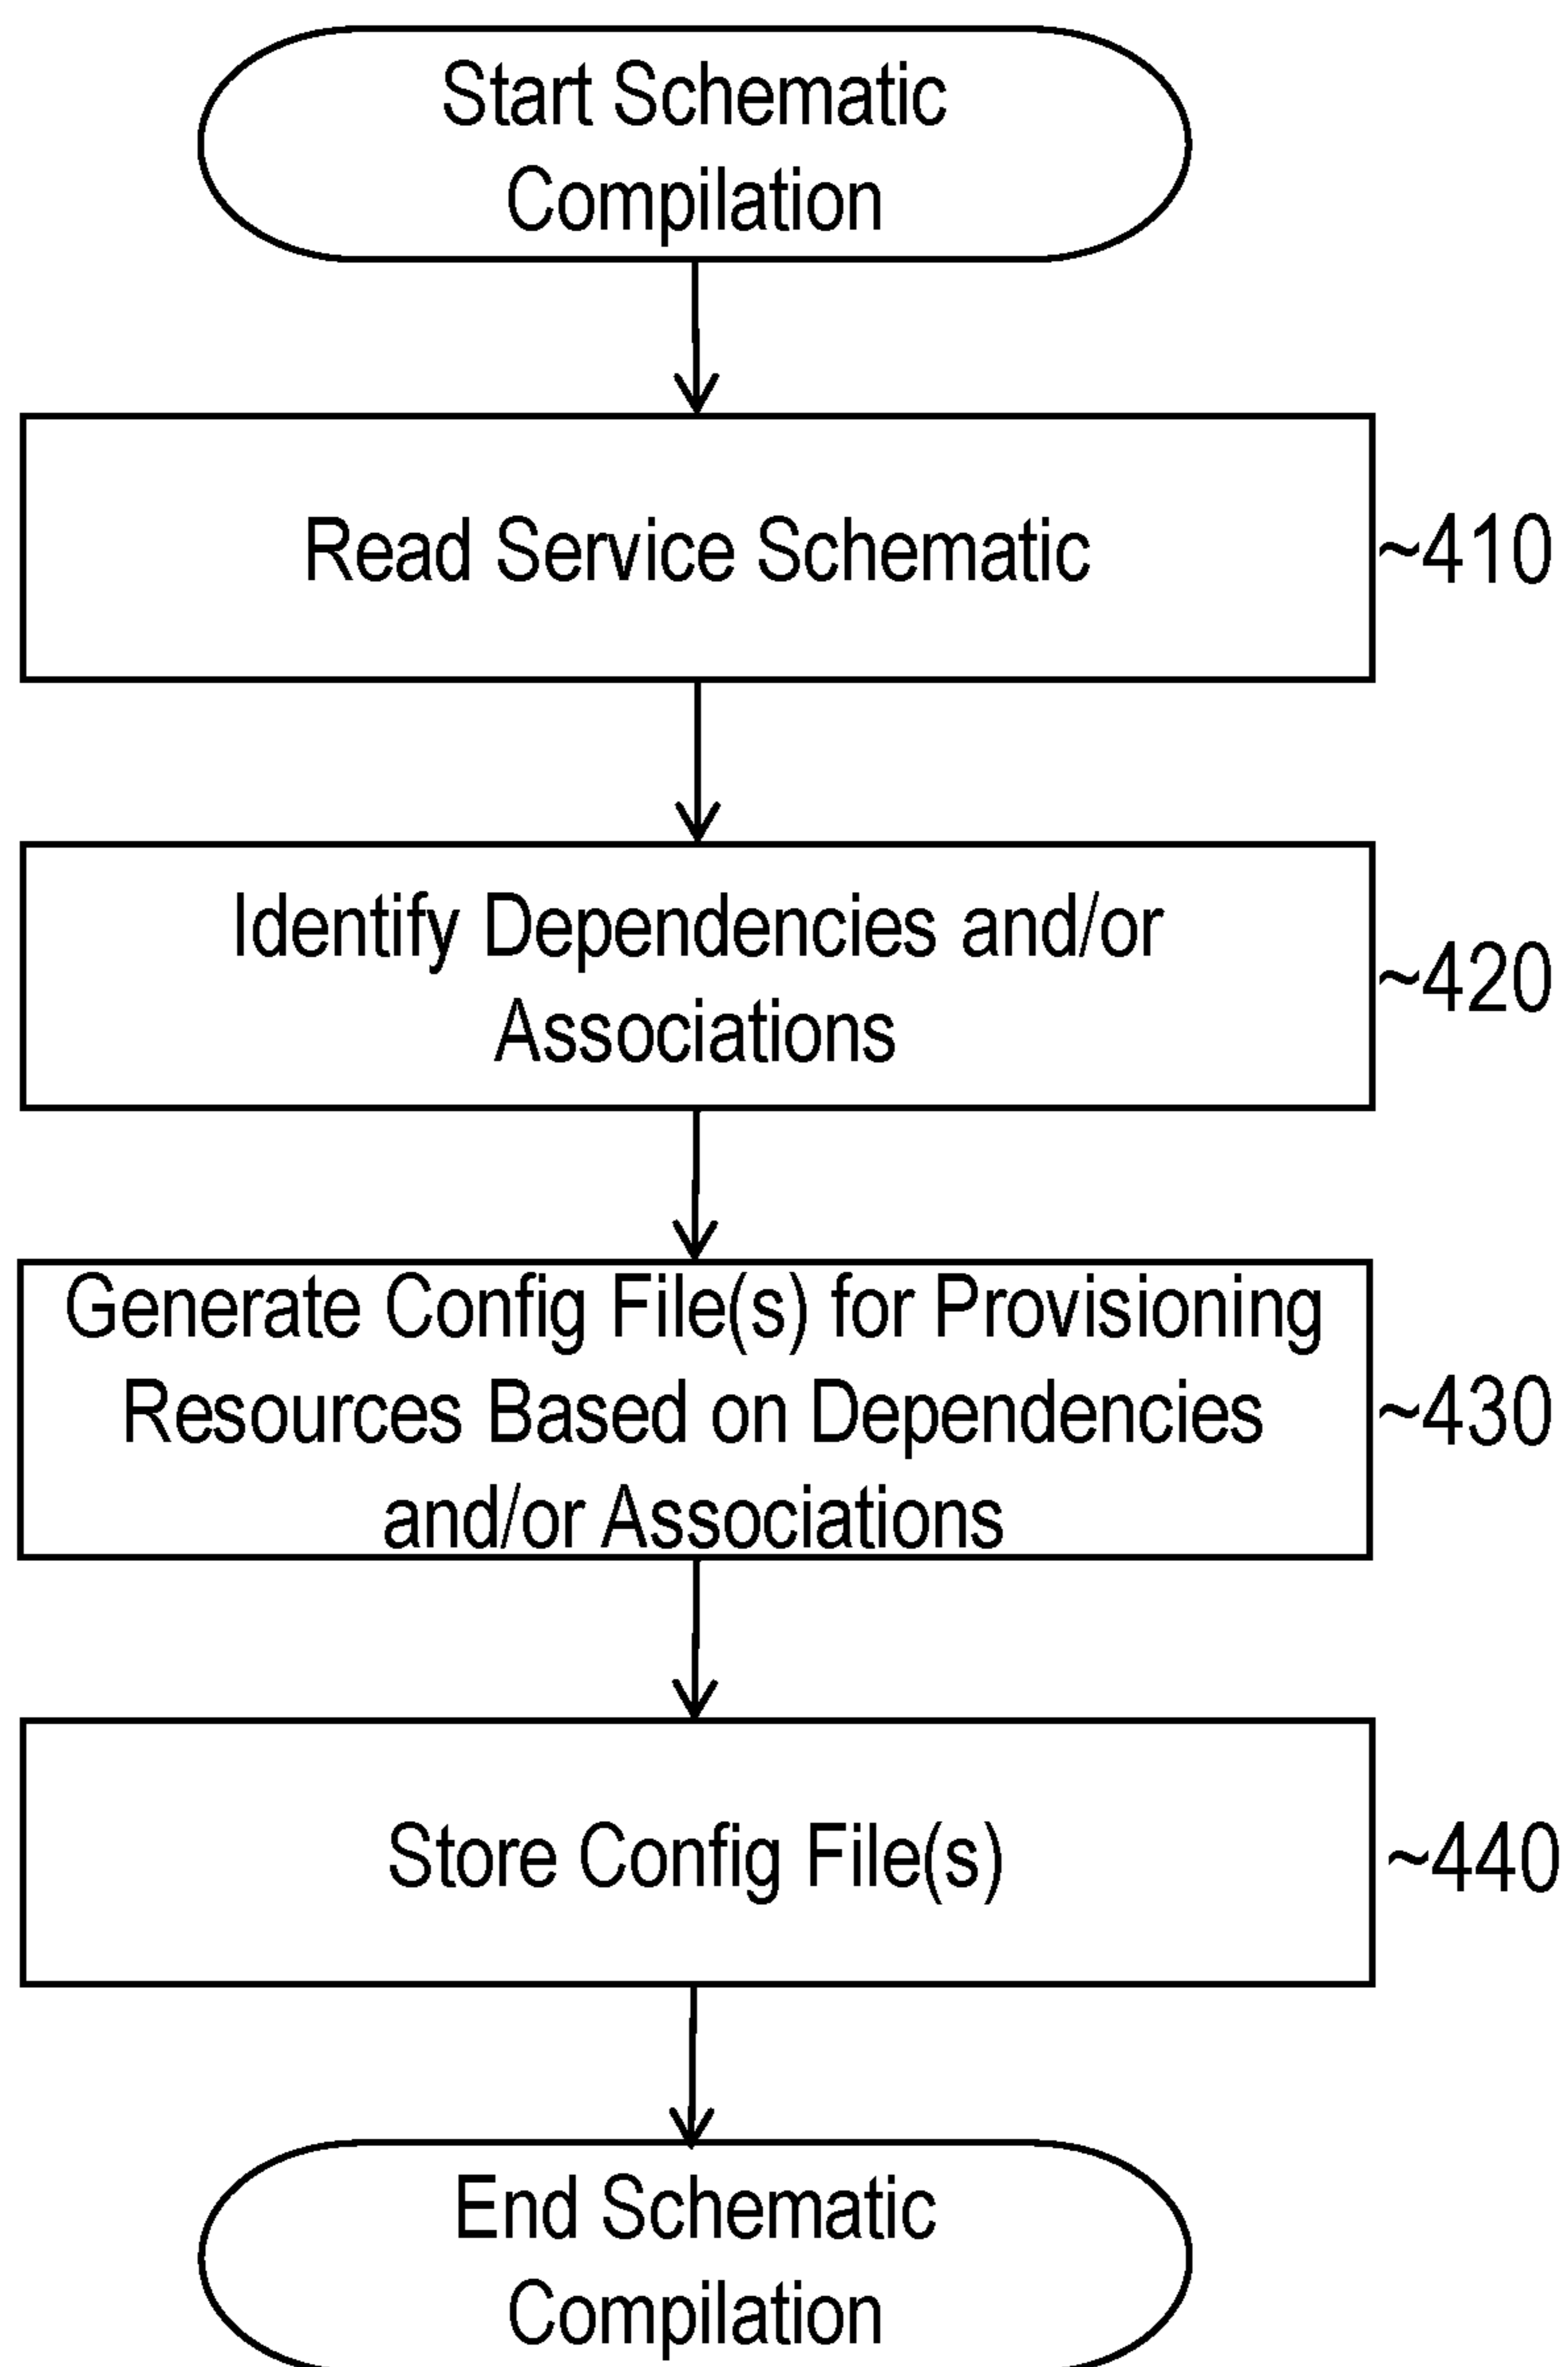 Start Schematic
Compilation
Read Service Schematic
~410
Identify Dependencies and/or
Associations
~420
Generate Config File(s) for Provisioning
Resources Based on Dependencies
and/or Associations
~430
Store Config File(s)
~440
End Schematic
Compilation